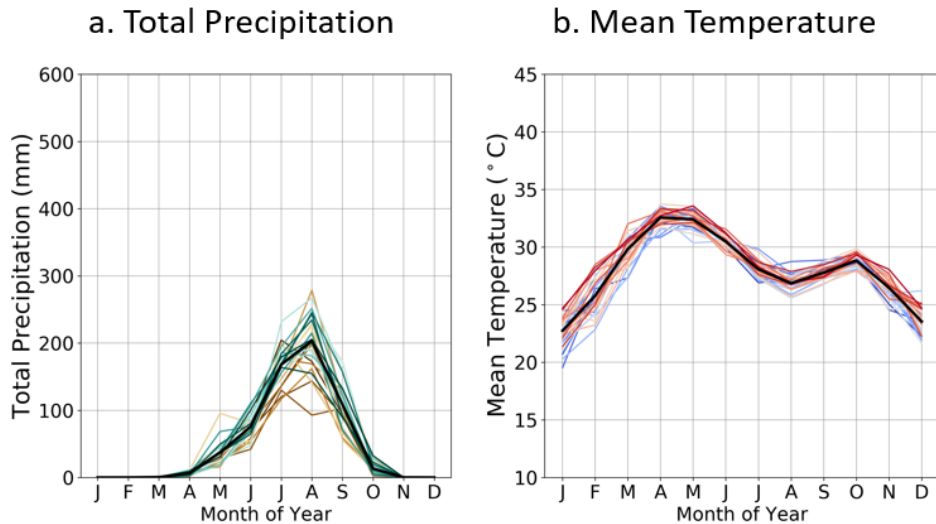 a. Total Precipitation
600
500
400
300
200
100
0
Total Precipitation (mm)
J F M A M J J A S O N D
Month of Year
b. Mean Temperature
45
40
35
30
25
20
15
10
Mean Temperature (°C)
J F M A M J J A S O N D
Month of Year